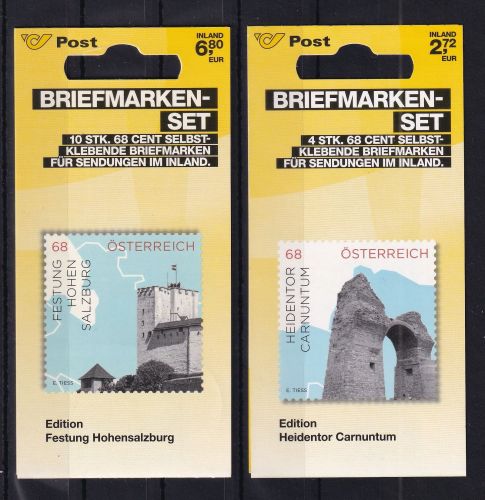 Post
INLAND
6,80
EUR
BRIEFMARKEN-
SET
10 STK. 68 CENT SELBST-
KLEBENDE BRIEFMARKEN
FÜR SENDUNGEN IM INLAND.
68 ÖSTERREICH
FESTUNG
HOHEN
SALZBURG
E. TIESS
Edition
Festung Hohensalzburg
Post
INLAND
2,72
EUR
BRIEFMARKEN-
SET
4 STK. 68 CENT SELBST-
KLEBENDE BRIEFMARKEN
FÜR SENDUNGEN IM INLAND.
68 ÖSTERREICH
HEIDENTOR
CARNUNTUM
E. TIESS
Edition
Heidentor Carnuntum